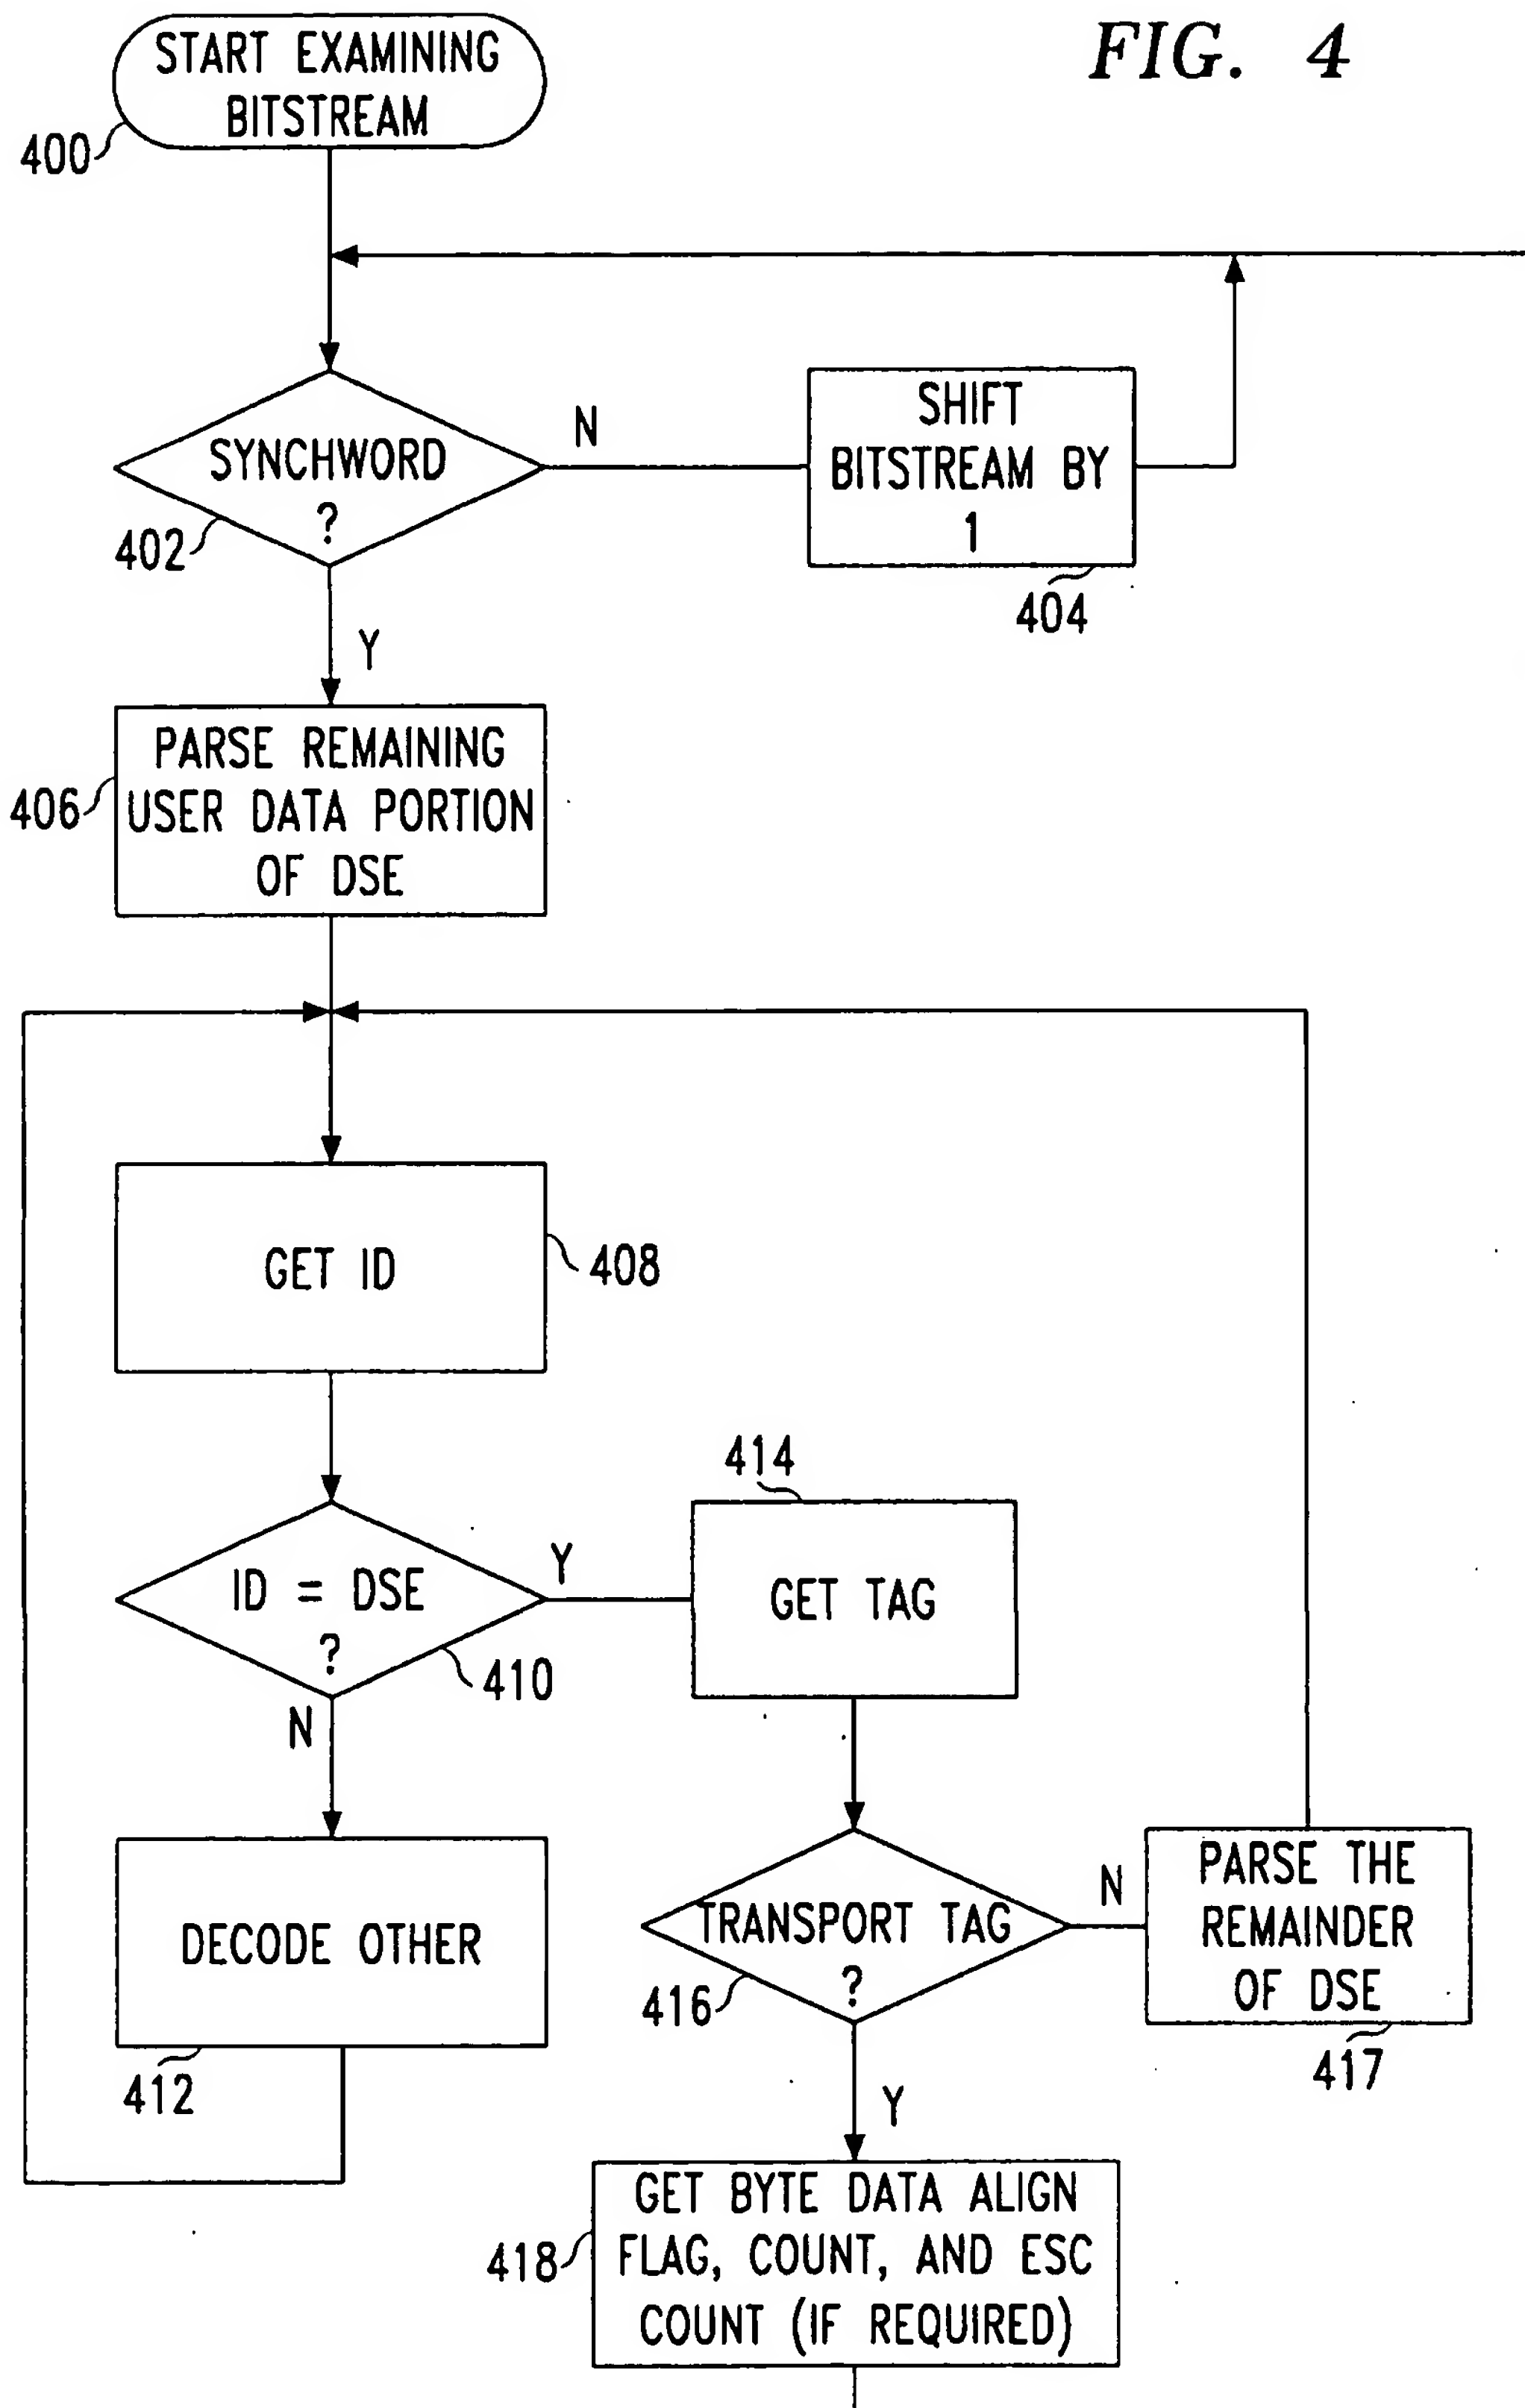 FIG. 4
START EXAMINING
BITSTREAM
400
SYNCHWORD
?
402
N
SHIFT
BITSTREAM BY
1
404
Y
PARSE REMAINING
USER DATA PORTION
OF DSE
406
GET ID
408
ID = DSE
?
410
Y
N
414
GET TAG
DECODE OTHER
412
TRANSPORT TAG
?
416
N
PARSE THE
REMAINDER
OF DSE
417
Y
GET BYTE DATA ALIGN
FLAG, COUNT, AND ESC
COUNT (IF REQUIRED)
418